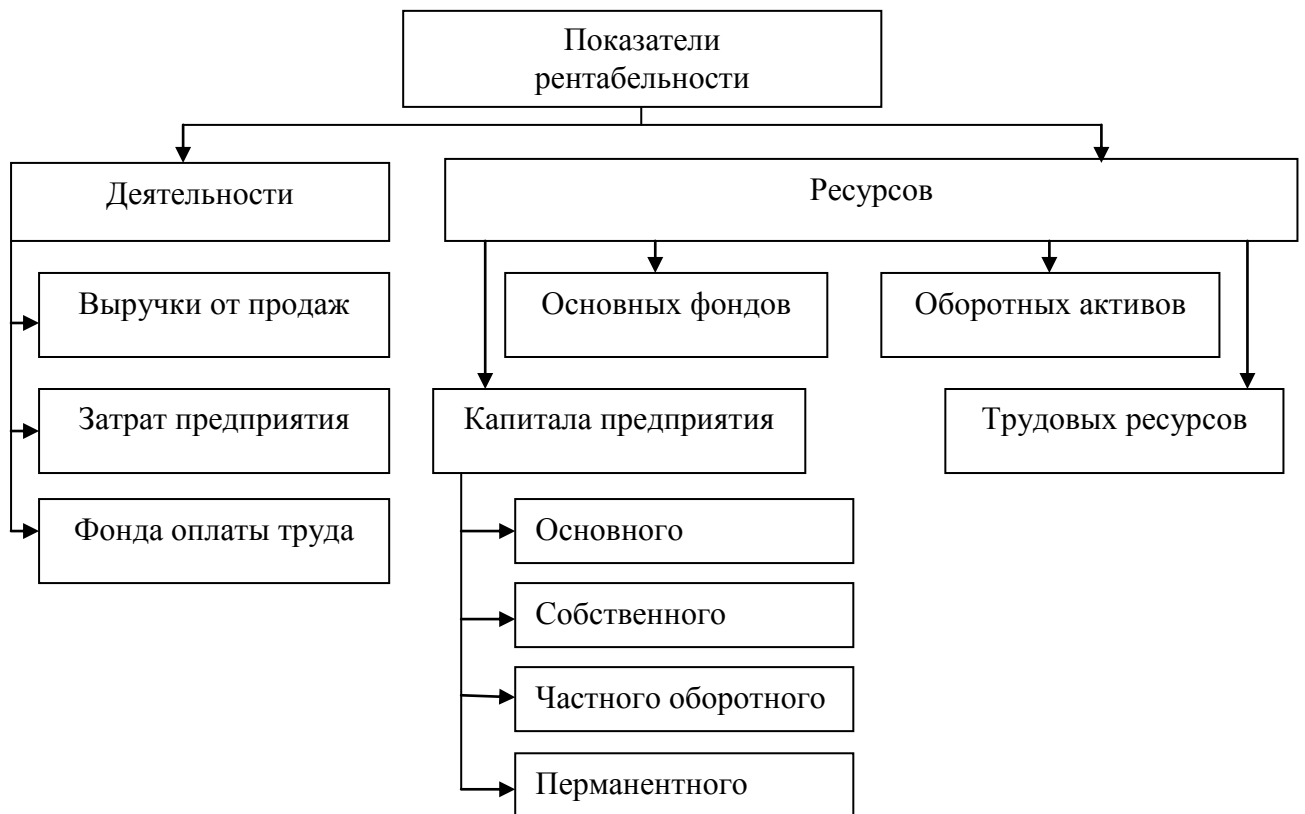 Показатели
рентабельности
Деятельности
Ресурсов
Выручки от продаж
Основных фондов
Оборотных активов
Затрат предприятия
Капитала предприятия
Трудовых ресурсов
Фонда оплаты труда
Основного
Собственного
Частного оборотного
Перманентного